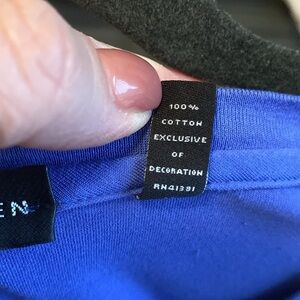 100%
COTTON
EXCLUSIVE
OF
DECORATION
RN41381
EN